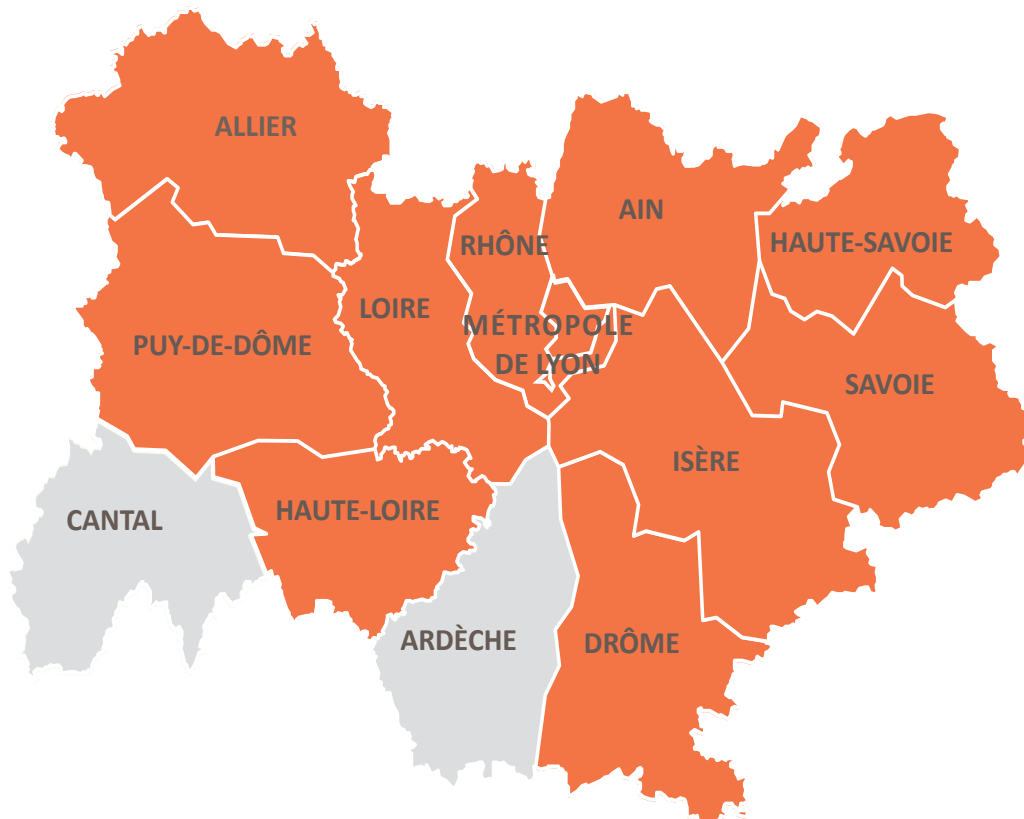 ALLIER
AIN
RHÔNE
HAUTE-SAVOIE
LOIRE
MÉTROPOLE
DE LYON
PUY-DE-DÔME
SAVOIE
ISÈRE
HAUTE-LOIRE
CANTAL
ARDÈCHE
DRÔME